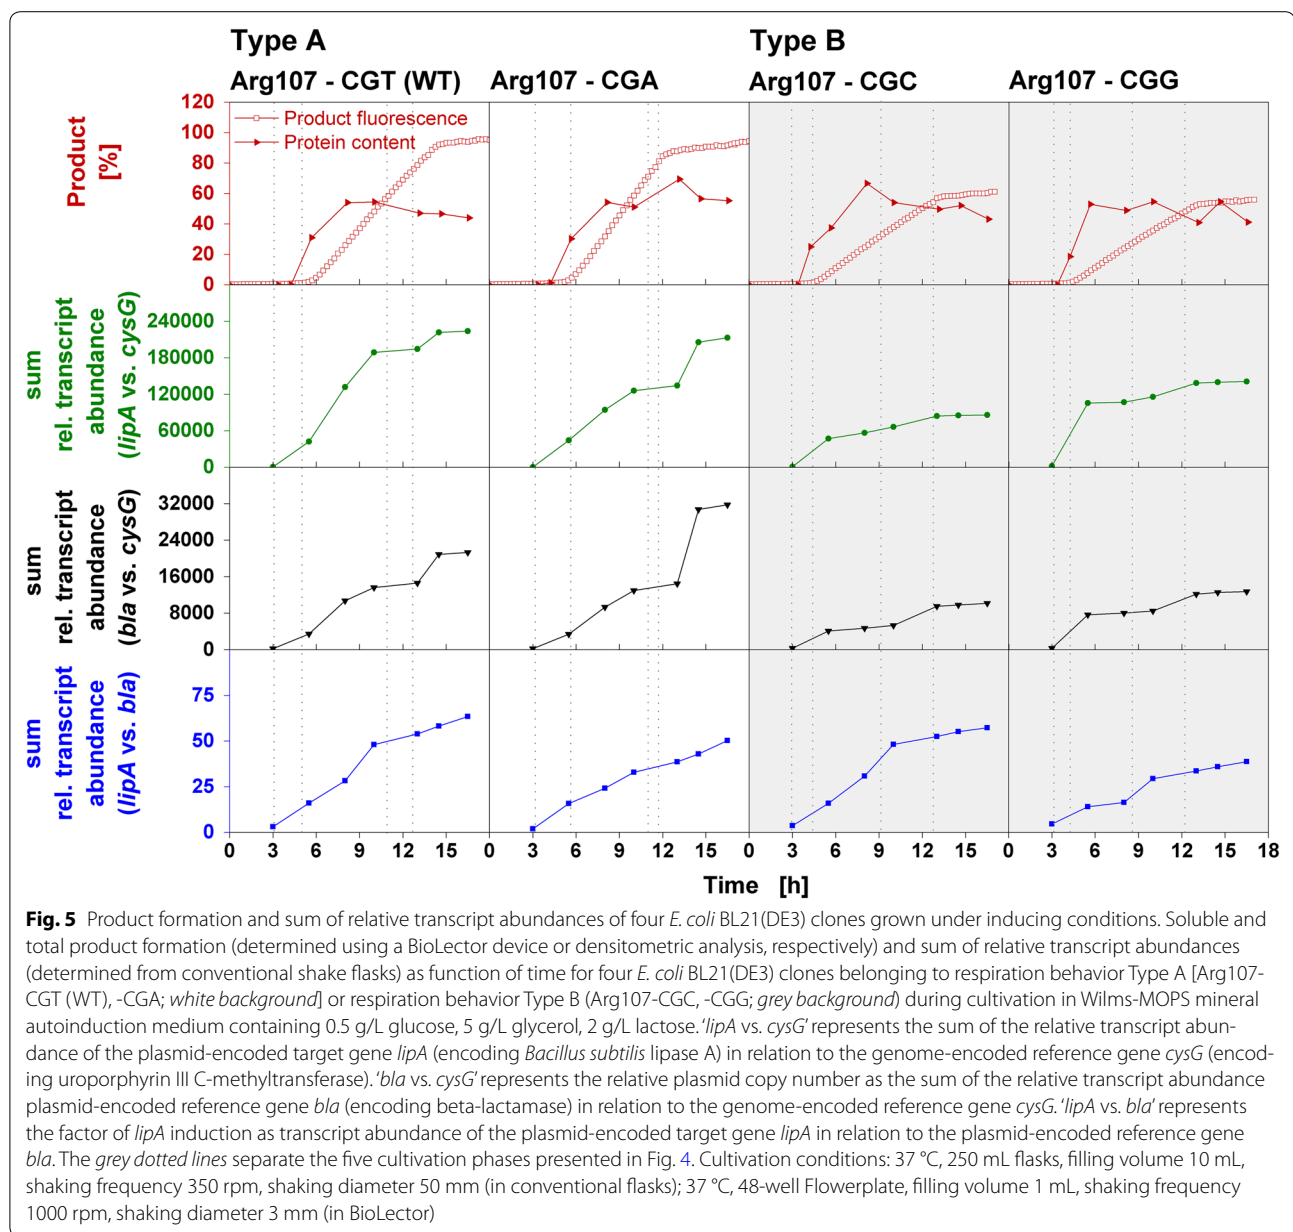 Type A
Type B
Arg107 - CGT (WT)
Arg107 - CGA
Arg107 - CGC
Arg107 - CGG
Product
[%]
120
100
80
60
40
20
0
Product fluorescence
Protein content
sum
rel. transcript
abundance
(lipA vs. cysG)
240000
180000
120000
60000
0
sum
rel. transcript
abundance
(bla vs. cysG)
32000
24000
16000
8000
0
sum
rel. transcript
abundance
(lipA vs. bla)
75
50
25
0
0 3 6 9 12 15 0 3 6 9 12 15 0 3 6 9 12 15 0 3 6 9 12 15 18
Time [h]
Fig. 5 Product formation and sum of relative transcript abundances of four E. coli BL21(DE3) clones grown under inducing conditions. Soluble and
total product formation (determined using a BioLector device or densitometric analysis, respectively) and sum of relative transcript abundances
(determined from conventional shake flasks) as function of time for four E. coli BL21(DE3) clones belonging to respiration behavior Type A [Arg107-
CGT (WT), -CGA; white background] or respiration behavior Type B (Arg107-CGC, -CGG; grey background) during cultivation in Wilms-MOPS mineral
autoinduction medium containing 0.5 g/L glucose, 5 g/L glycerol, 2 g/L lactose. ‘lipA vs. cysG’ represents the sum of the relative transcript abun-
dance of the plasmid-encoded target gene lipA (encoding Bacillus subtilis lipase A) in relation to the genome-encoded reference gene cysG (encod-
ing uroporphyrin III C-methyltransferase). ‘bla vs. cysG’ represents the relative plasmid copy number as the sum of the relative transcript abundance
plasmid-encoded reference gene bla (encoding beta-lactamase) in relation to the genome-encoded reference gene cysG. ‘lipA vs. bla’ represents
the factor of lipA induction as transcript abundance of the plasmid-encoded target gene lipA in relation to the plasmid-encoded reference gene
bla. The grey dotted lines separate the five cultivation phases presented in Fig. 4. Cultivation conditions: 37 °C, 250 mL flasks, filling volume 10 mL,
shaking frequency 350 rpm, shaking diameter 50 mm (in conventional flasks); 37 °C, 48-well Flowerplate, filling volume 1 mL, shaking frequency
1000 rpm, shaking diameter 3 mm (in BioLector)